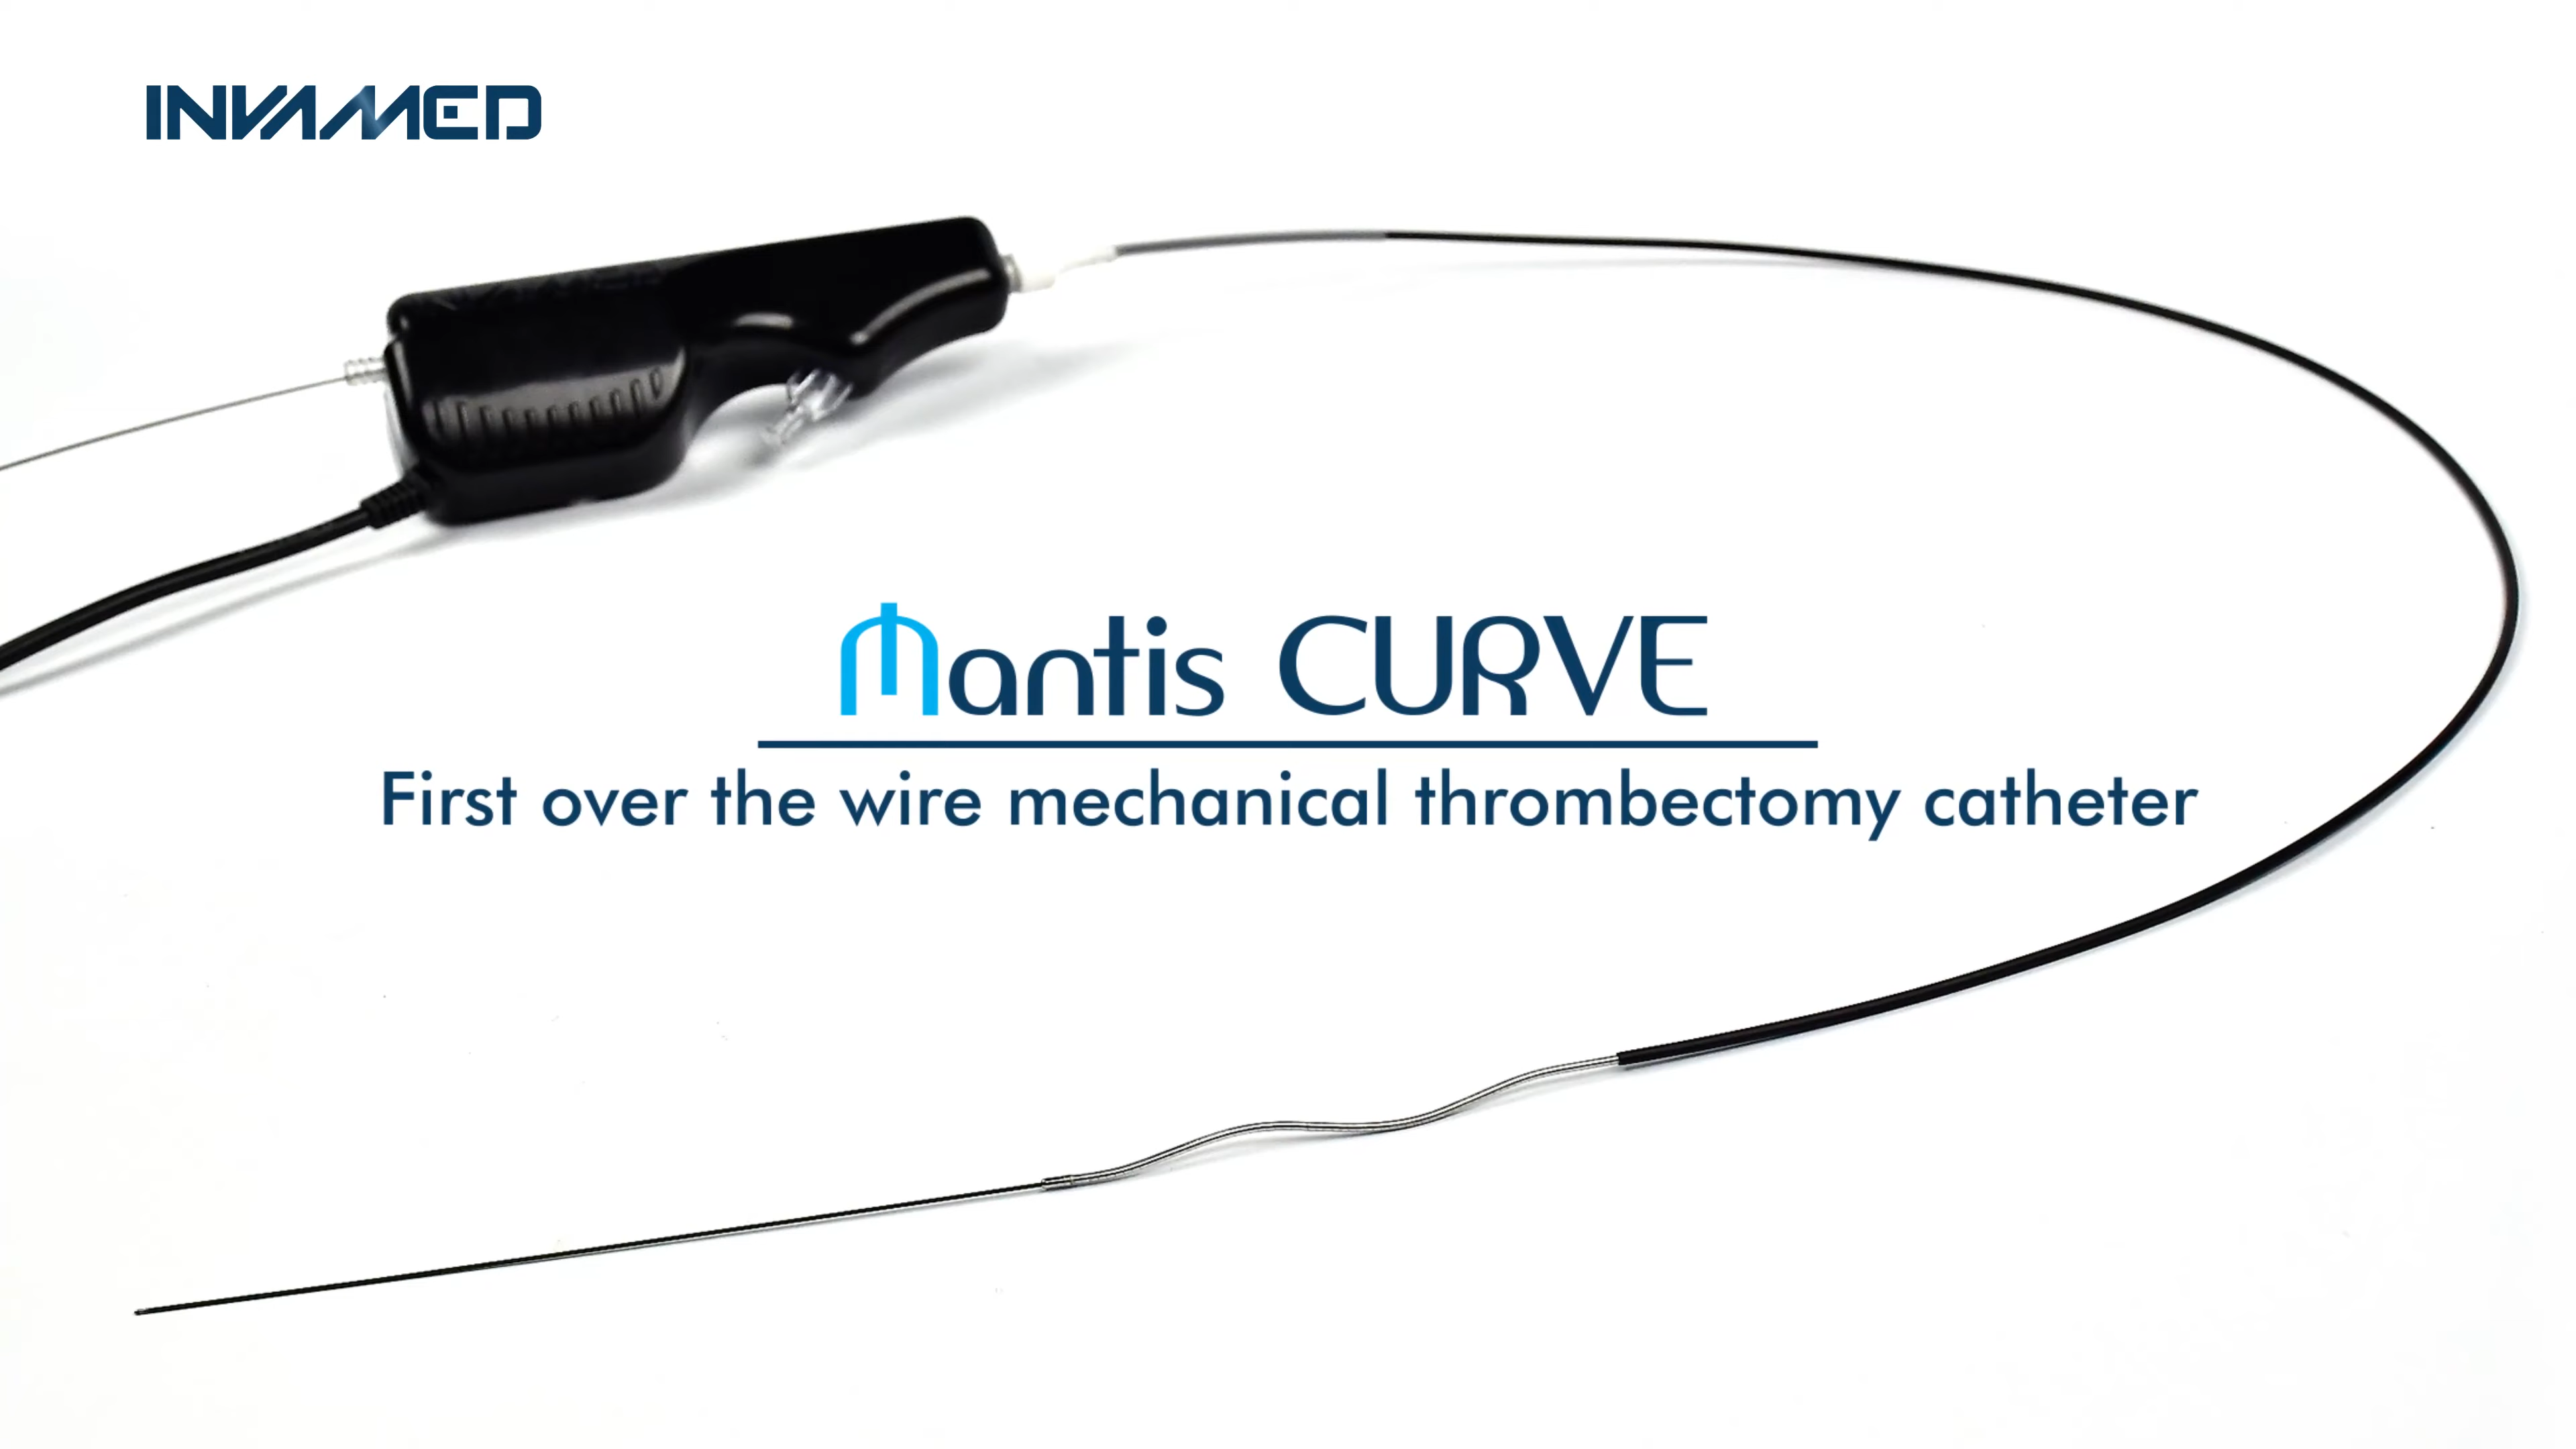 INVAMED
Mantis CURVE
First over the wire mechanical thrombectomy catheter